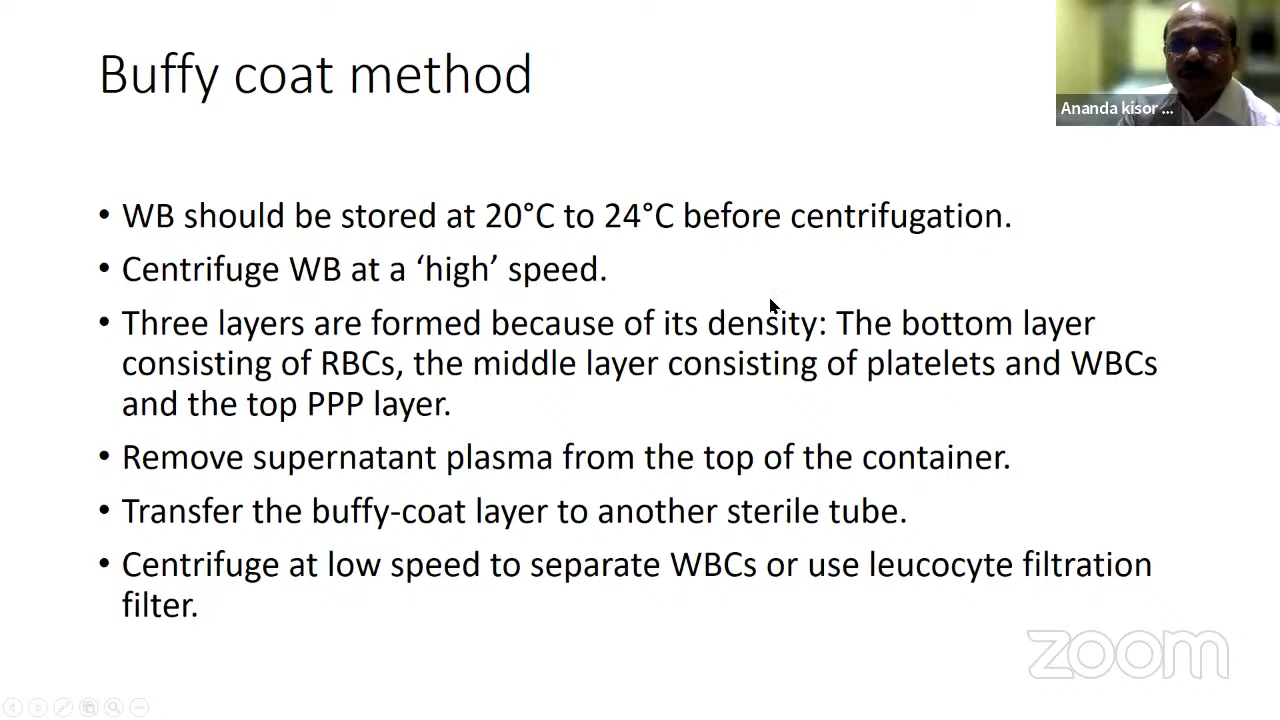 Buffy coat method
Ananda kisor ...
• WB should be stored at 20°C to 24°C before centrifugation.
• Centrifuge WB at a ‘high’ speed.
• Three layers are formed because of its density: The bottom layer
consisting of RBCs, the middle layer consisting of platelets and WBCs
and the top PPP layer.
• Remove supernatant plasma from the top of the container.
• Transfer the buffy-coat layer to another sterile tube.
• Centrifuge at low speed to separate WBCs or use leucocyte filtration
filter.
zoom